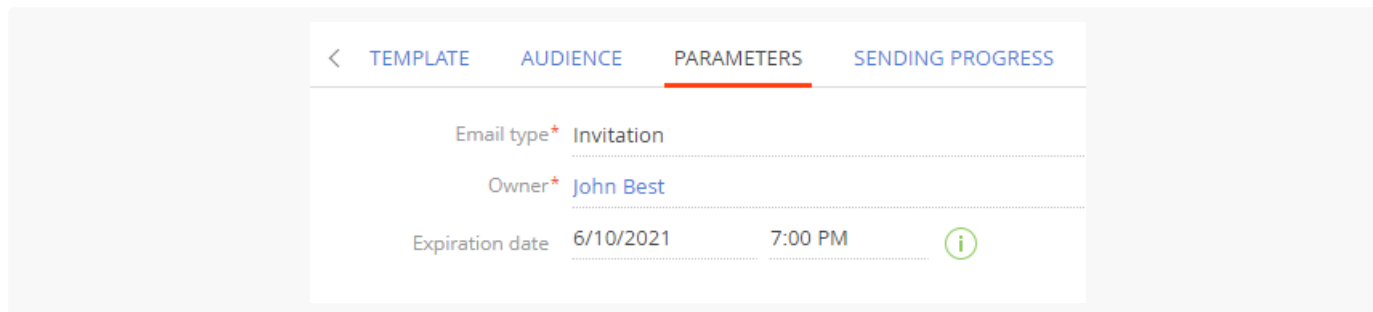 < TEMPLATE AUDIENCE PARAMETERS SENDING PROGRESS
Email type* Invitation
Owner* John Best
Expiration date 6/10/2021 7:00 PM i